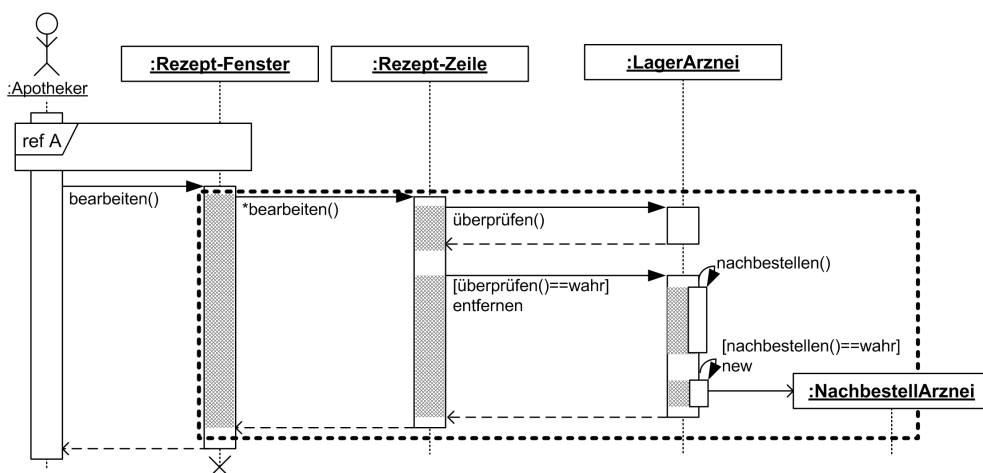 :Apotheker
:Rezept-Fenster
:Rezept-Zeile
:LagerArznei
ref A
bearbeiten()
*bearbeiten()
überprüfen()
[überprüfen()==wahr]
entfernen
nachbestellen()
[nachbestellen()==wahr]
new
:NachbestellArznei